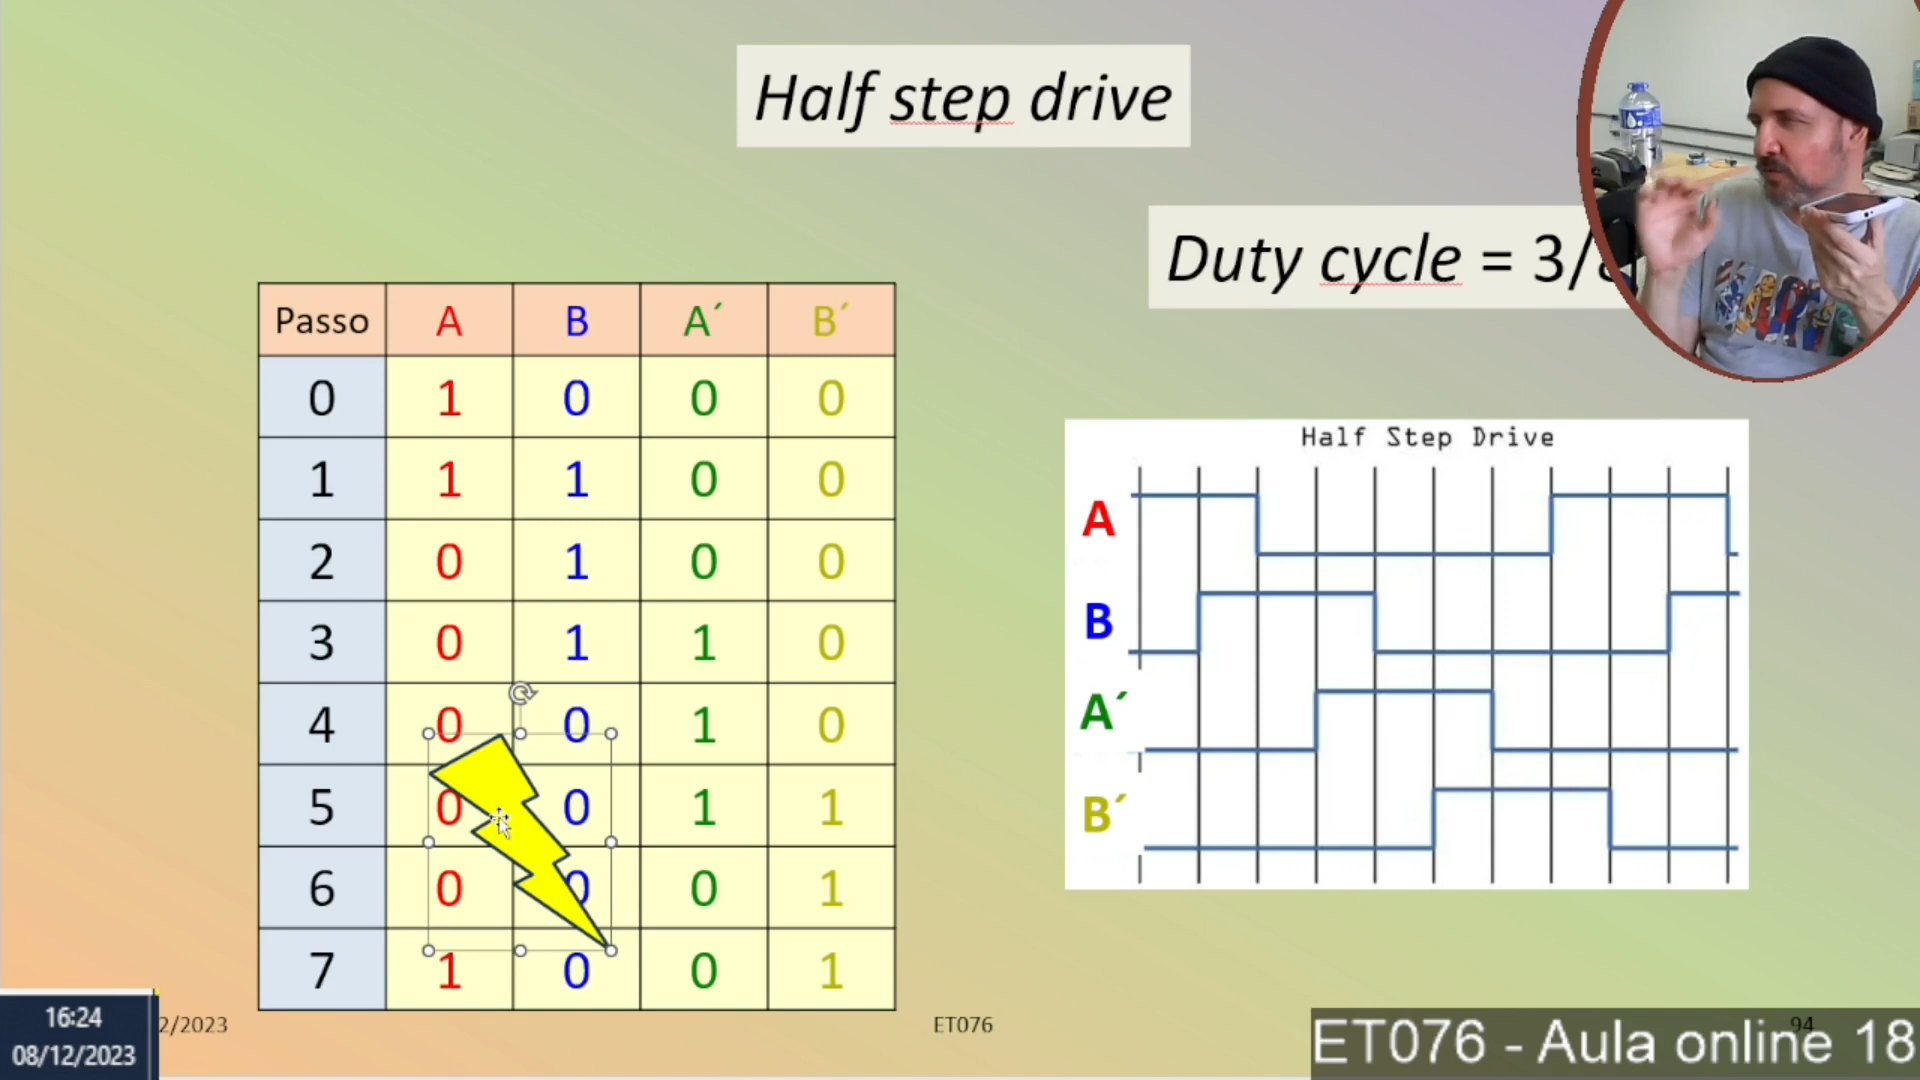 Half step drive
Duty cycle = 3/
Passo A B A´ B´
0 1 0 0 0
1 1 1 0 0
2 0 1 0 0
3 0 1 1 0
4 0 0 1 0
5 0 0 1 1
6 0 0 0 1
7 1 0 0 1
Half Step Drive
A
B
A´
B´
16:24
08/12/2023
2/2023
ET076
94
ET076 - Aula online 18